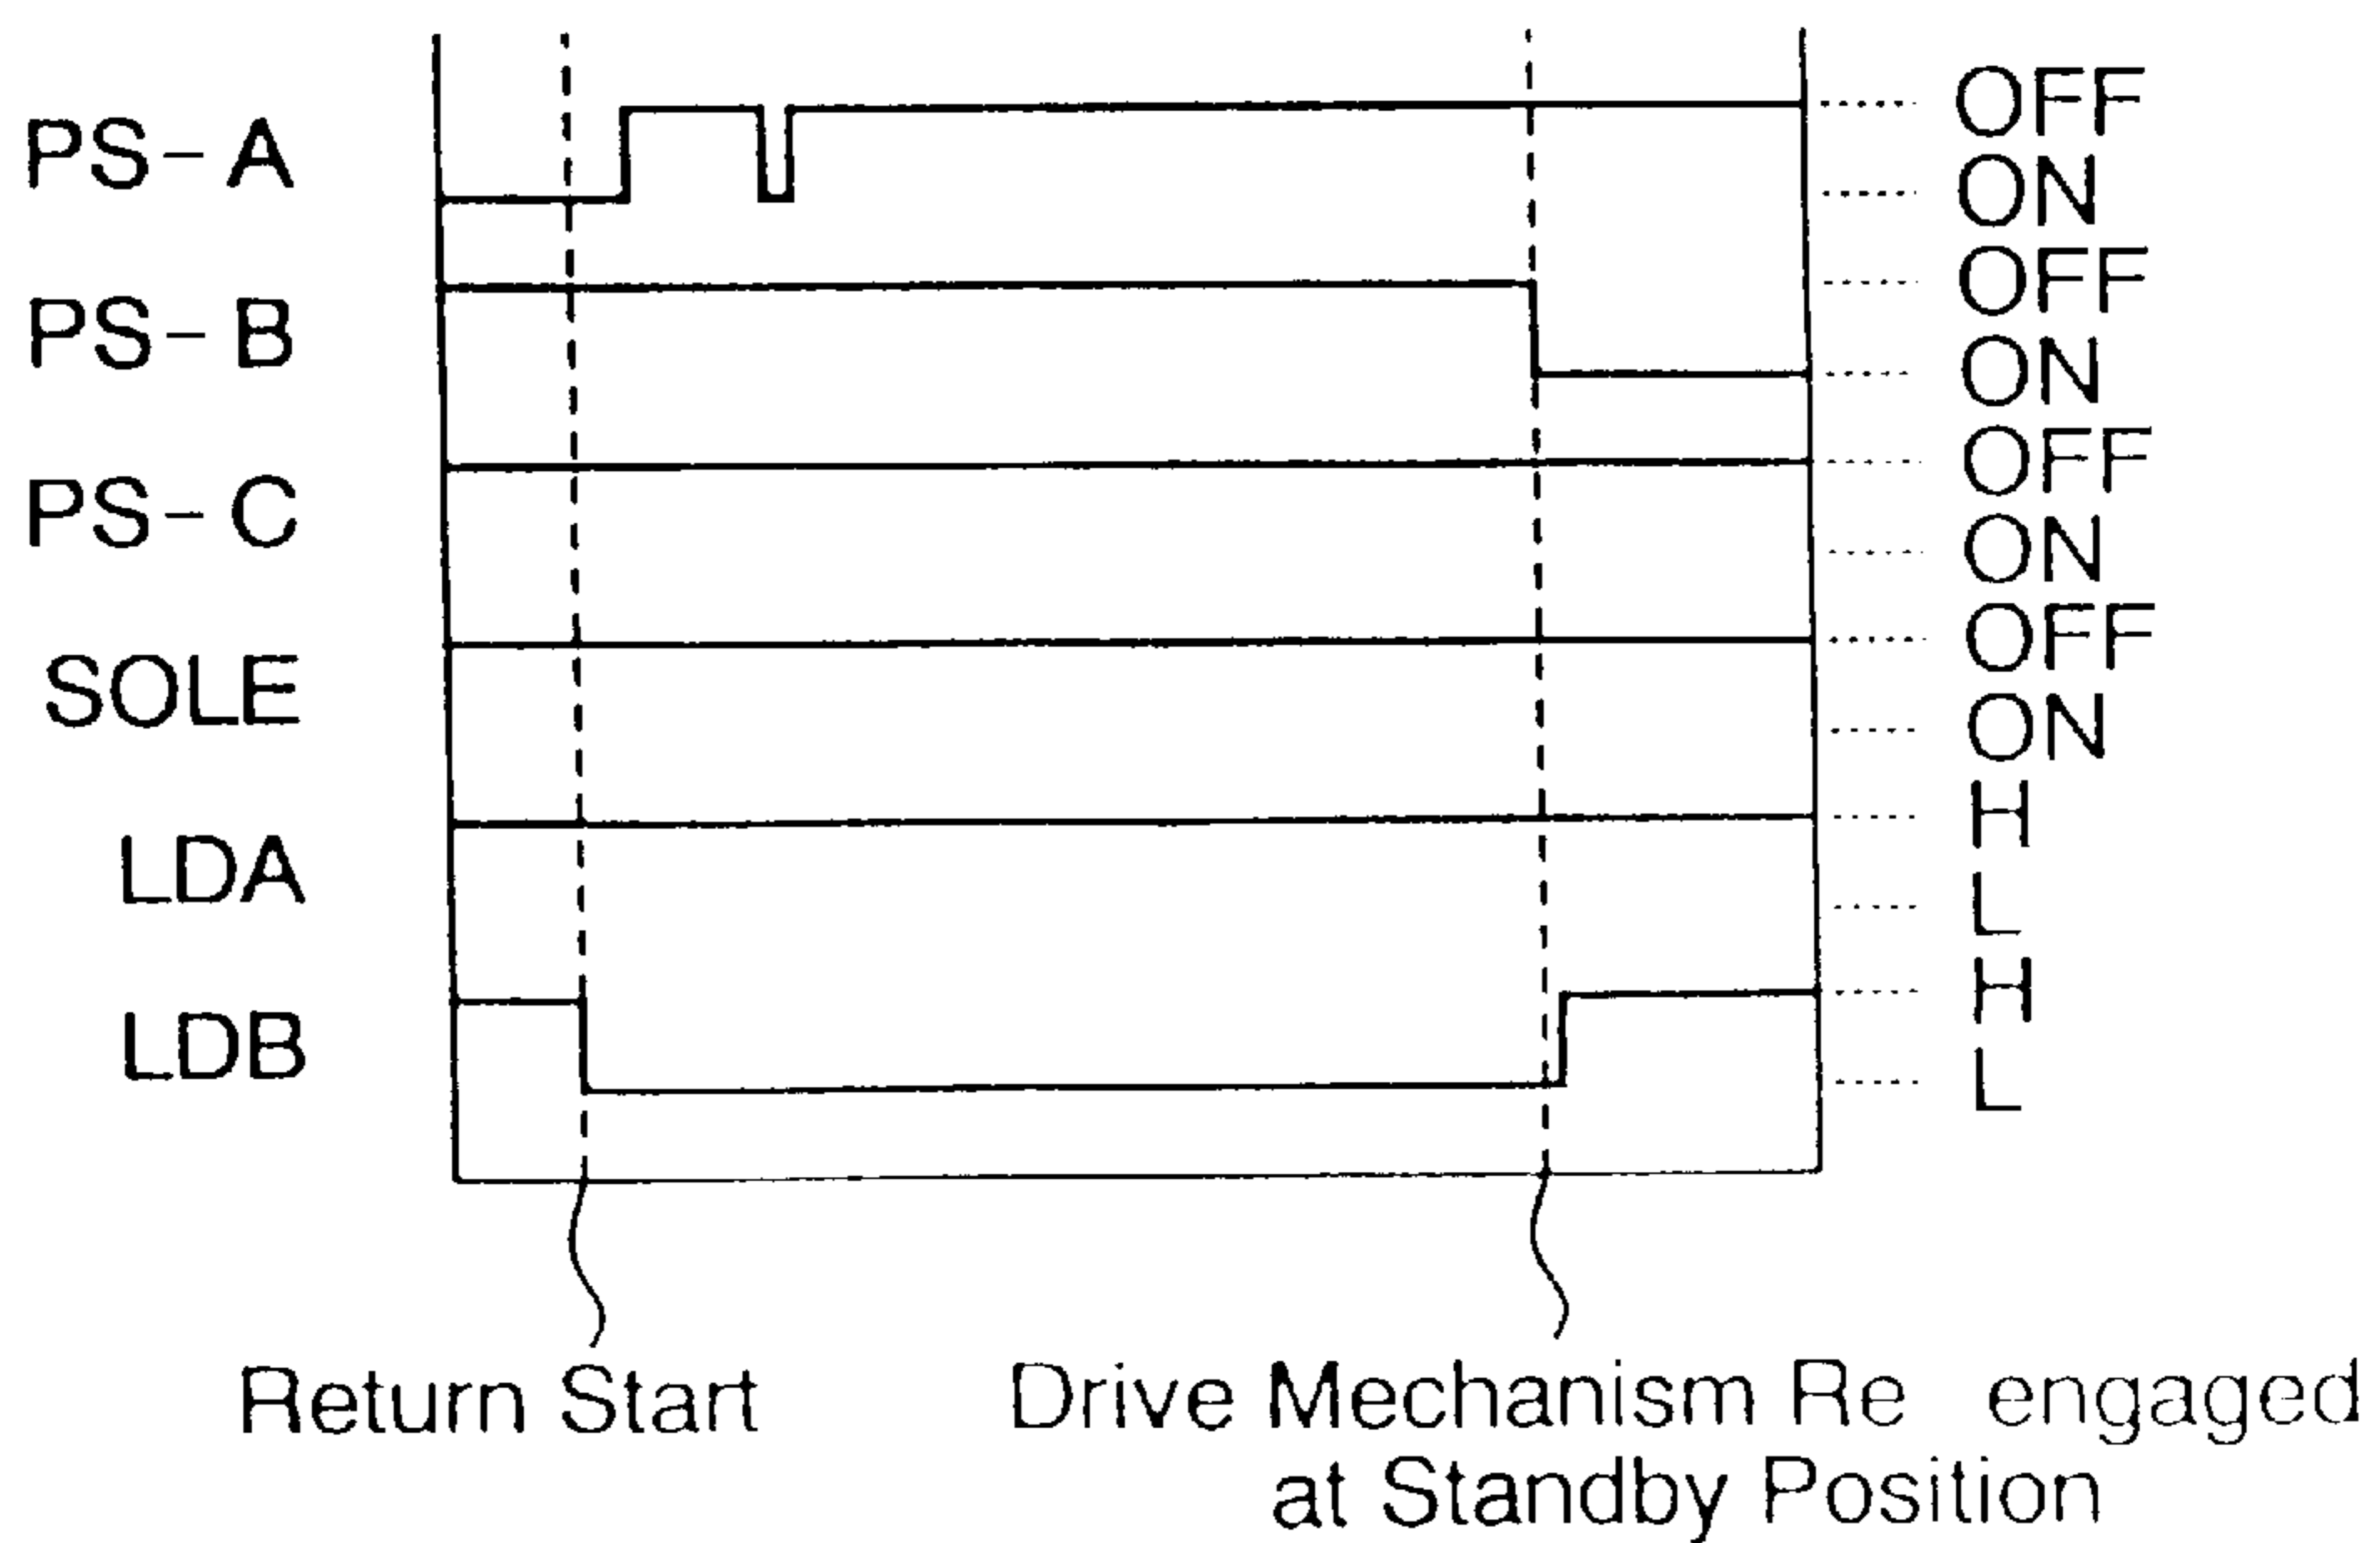 PS-A
OFF
ON
PS-B
OFF
ON
PS-C
OFF
ON
SOLE
OFF
ON
LDA
H
L
LDB
H
L
Return Start
Drive Mechanism Re engaged
at Standby Position